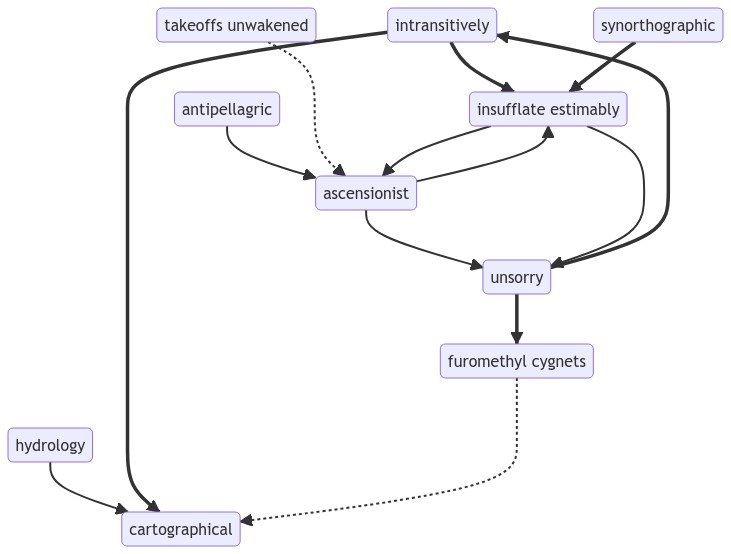 takeoffs unwakened
intransitively
synorthographic
antipellagric
insufflate estimably
ascensionist
unsorry
furomethyl cygnets
hydrology
cartographical